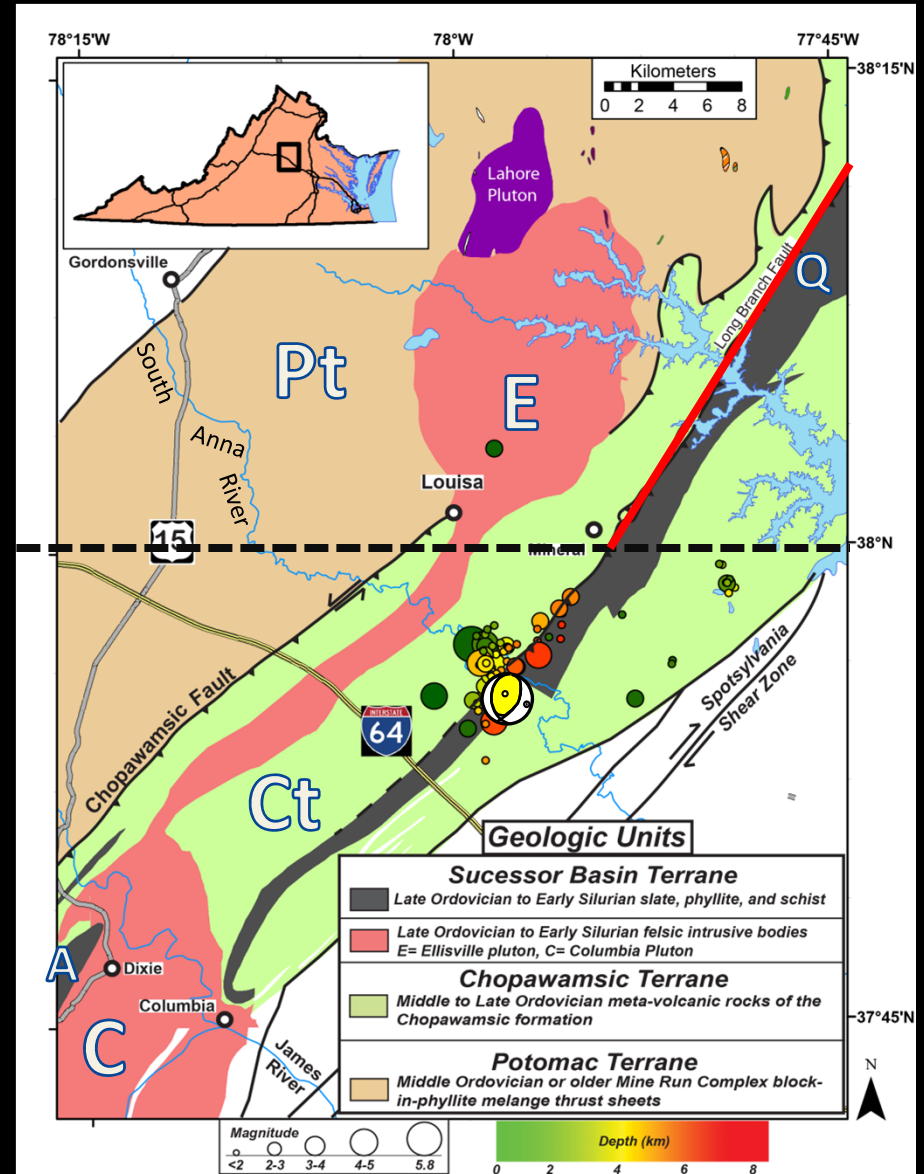 78°15'W
78°W
77°45'W
38°15'N
Kilometers
0 2 4 6 8
Lahore
Pluton
Gordonsville
Q
Long Branch Fault
South
Anna
River
Pt
E
Louisa
15
Mineral
38°N
Chopawamsic Fault
INTERSTATE
64
Spotsylvania
Shear Zone
Ct
Geologic Units
Sucessor Basin Terrane
Late Ordovician to Early Silurian slate, phyllite, and schist
Late Ordovician to Early Silurian felsic intrusive bodies
E= Ellisville pluton, C= Columbia Pluton
Chopawamsic Terrane
Middle to Late Ordovician meta-volcanic rocks of the
Chopawamsic formation
Potomac Terrane
Middle Ordovician or older Mine Run Complex block-
in-phyllite melange thrust sheets
A
Dixie
Columbia
C
James
River
37°45'N
N
Magnitude
<2 2-3 3-4 4-5 5.8
Depth (km)
0 2 4 6 8